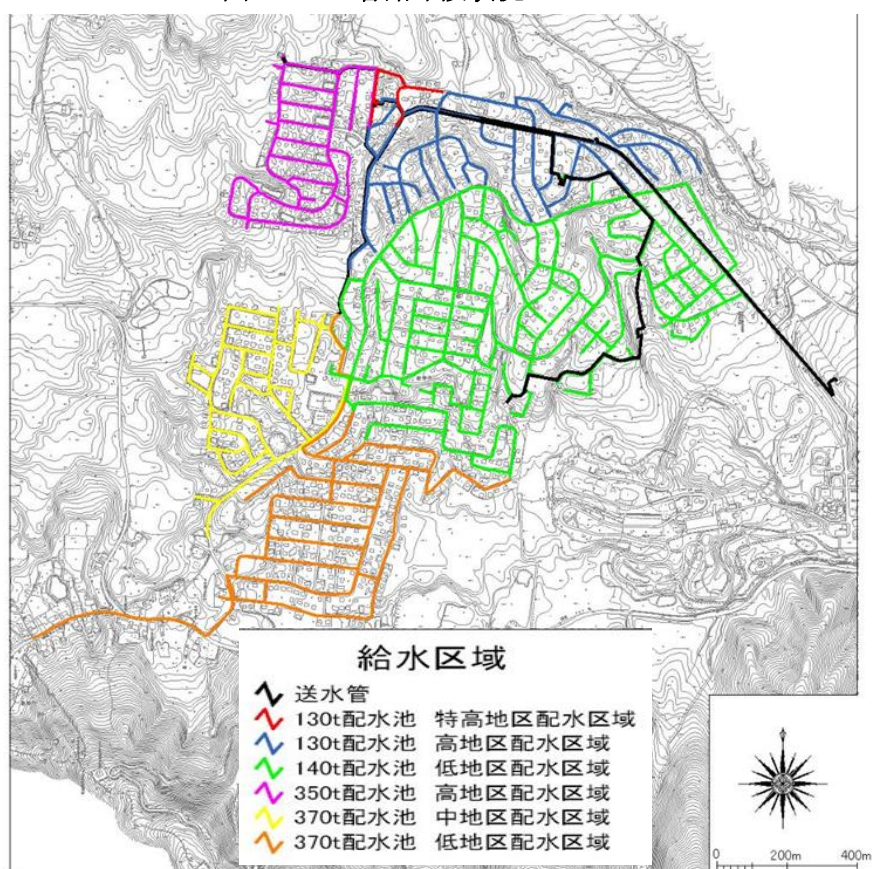 給水区域
送水管
130t配水池 特高地区配水区域
130t配水池 高地区配水区域
140t配水池 低地区配水区域
350t配水池 高地区配水区域
370t配水池 中地区配水区域
370t配水池 低地区配水区域
0 200m 400m